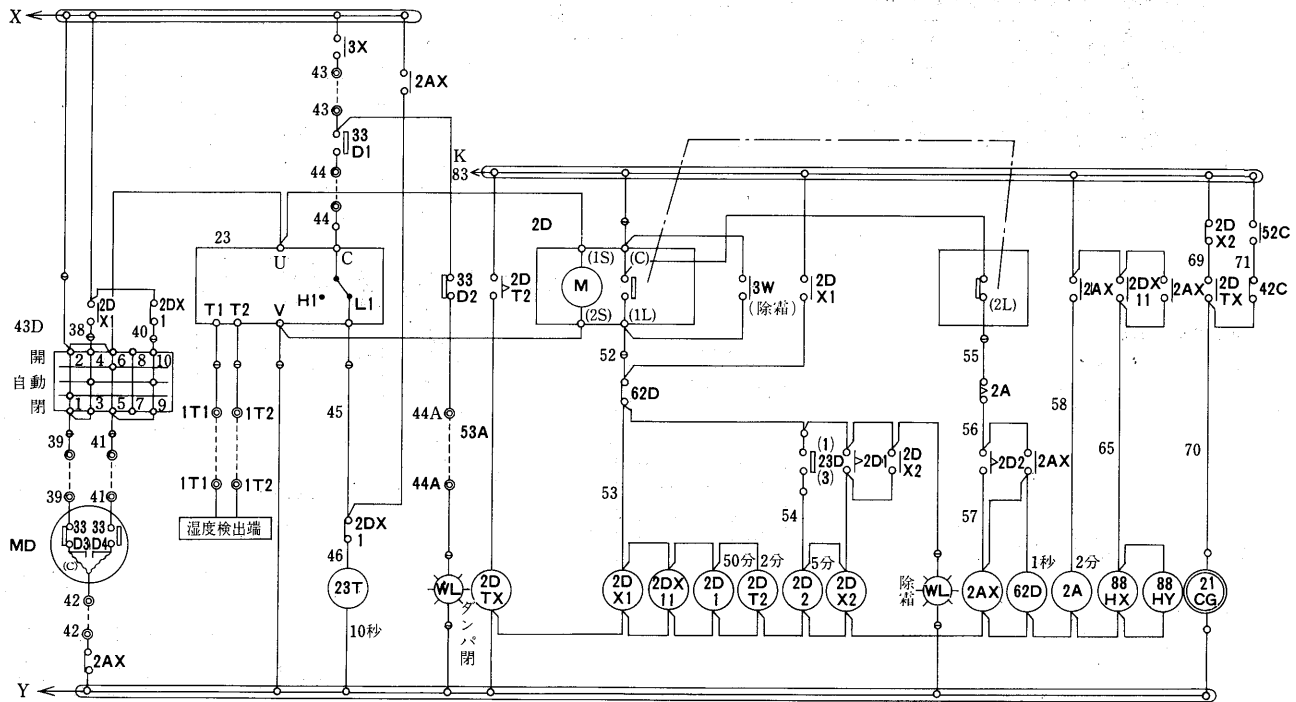 X
3X
43
2AX
43
33
D1
K
83
44
44
2D
23
U
C
(1S)
(C)
M
(2S)
(1L)
3W
(除霜)
2D
X1
(2L)
2AX
2DX
11
2AX
2D
X2
52C
69
71
2D
TX
42C
T1
T2
H1
L1
V
33
D2
2D
T2
43D
2D
X1
2DX
1
38
40
開
自動
閉
2
4
6
8
10
1
3
5
7
9
39
41
1T1
1T2
45
44A
53A
52
62D
55
2A
58
56
65
70
(1)
23D
(3)
2D1
2D
X2
2D2
2AX
53
54
57
39
41
1T1
1T2
44A
湿度検出端
MD
33
D3
33
D4
(C)
2DX
1
46
23T
10秒
WL
ダンパ閉
2D
TX
2D
X1
2DX
11
2D
1
50分
2D
T2
2分
2D
2
5分
2D
X2
除霜
WL
2AX
1秒
62D
2分
2A
88
HX
88
HY
21
CG
42
42
2AX
Y